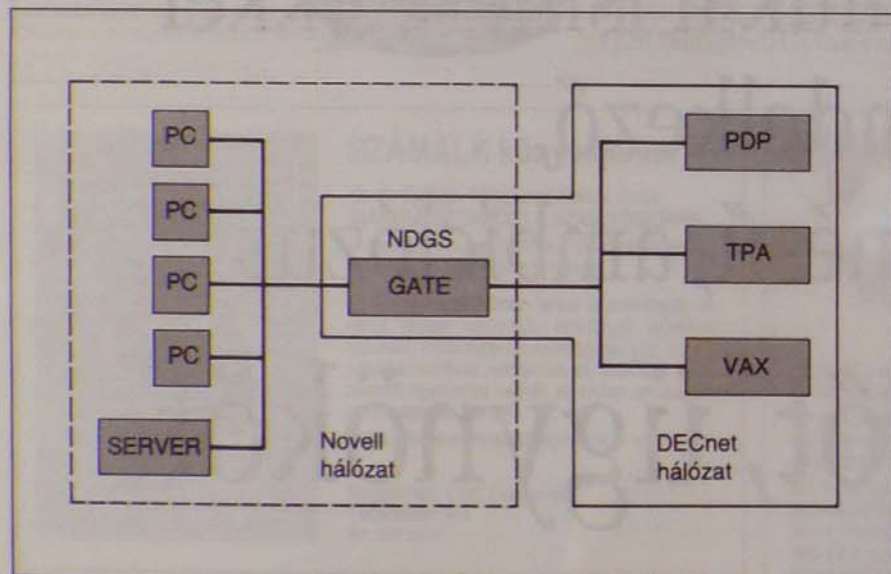 PC
PC
PC
PC
SERVER
Novell
hálózat
NDGS
GATE
PDP
TPA
VAX
DECnet
hálózat